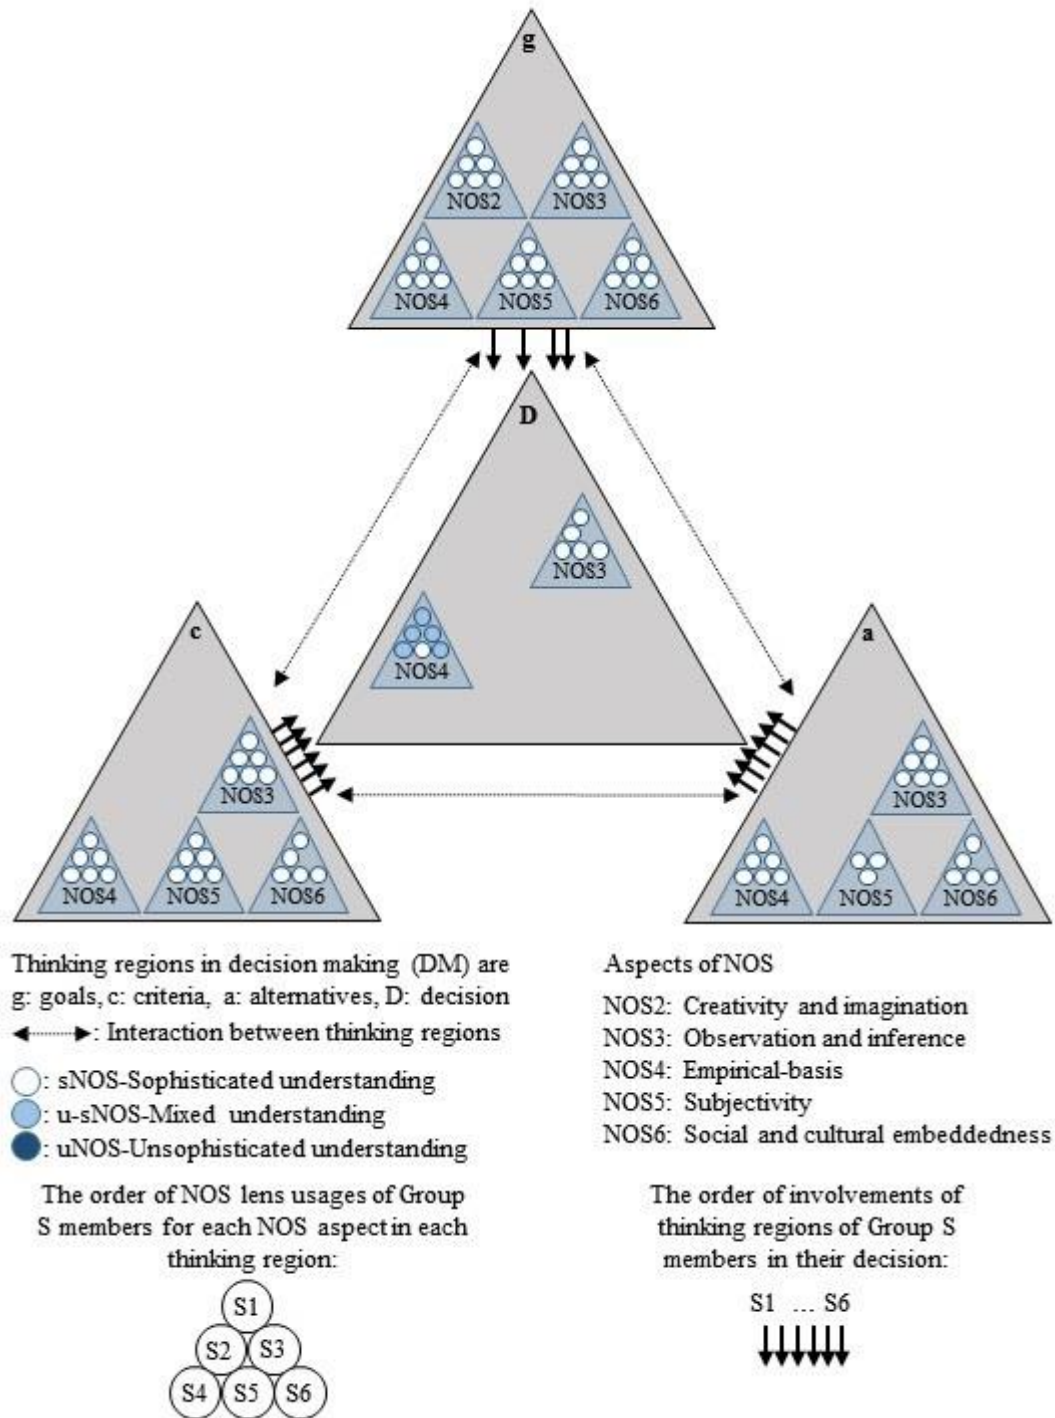 g
NOS2 NOS3
NOS4 NOS5 NOS6
D
NOS3
NOS4
c
NOS3
NOS4 NOS5 NOS6
a
NOS3
NOS4 NOS5 NOS6
Thinking regions in decision making (DM) are
g: goals, c: criteria, a: alternatives, D: decision
: Interaction between thinking regions
: sNOS-Sophisticated understanding
: u-sNOS-Mixed understanding
: uNOS-Unsophisticated understanding
Aspects of NOS
NOS2: Creativity and imagination
NOS3: Observation and inference
NOS4: Empirical-basis
NOS5: Subjectivity
NOS6: Social and cultural embeddedness
The order of NOS lens usages of Group
S members for each NOS aspect in each
thinking region:
S1
S2 S3
S4 S5 S6
The order of involvements of
thinking regions of Group S
members in their decision:
S1 ... S6